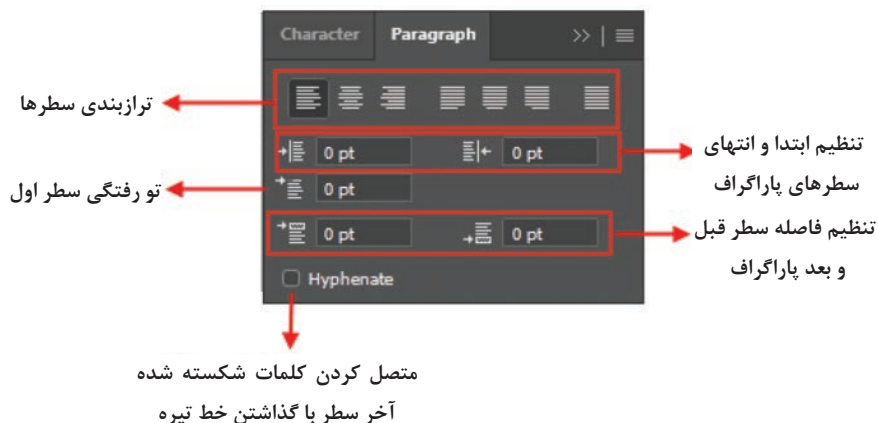 Character Paragraph
ترازبندی سطرها
0 pt 0 pt
تنظیم ابتدا و انتهای
سطرهای پاراگراف
تو رفتگی سطر اول
0 pt
0 pt 0 pt
تنظیم فاصله سطر قبل
و بعد پاراگراف
Hyphenate
متصل کردن کلمات شکسته شده
آخر سطر با گذاشتن خط تیره